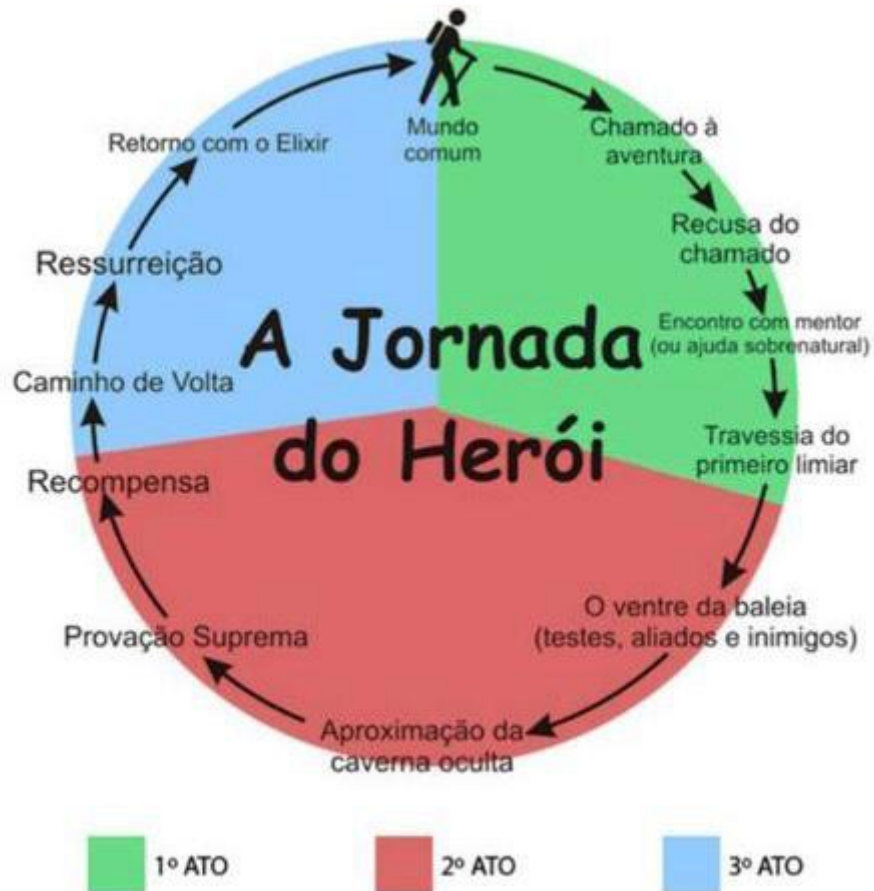 Mundo
comum
Chamado à
aventura
Recusa do
chamado
Encontro com mentor
(ou ajuda sobrenatural)
Travessia do
primeiro limiar
O ventre da baleia
(testes, aliados e inimigos)
Aproximação da
caverna oculta
Provação Suprema
Recompensa
Caminho de Volta
Ressurreição
Retorno com o Elixir
A Jornada
do Herói
1º ATO
2º ATO
3º ATO